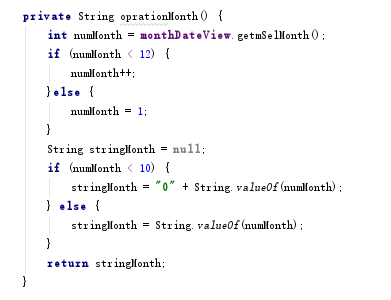 private String oprationMonth() {
    int numMonth = monthDateView.getmSelMonth();
    if (numMonth < 12) {
        numMonth++;
    }else {
        numMonth = 1;
    }
    String stringMonth = null;
    if (numMonth < 10) {
        stringMonth = "0" + String.valueOf(numMonth);
    } else {
        stringMonth = String.valueOf(numMonth);
    }
    return stringMonth;
}